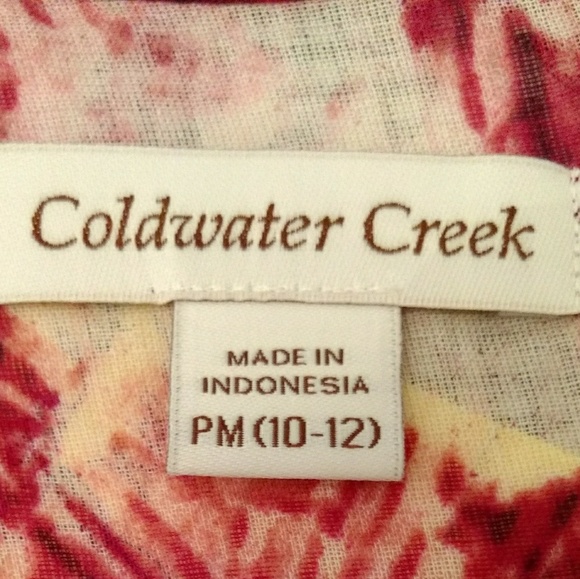 Coldwater Creek
MADE IN
INDONESIA
PM (10-12)